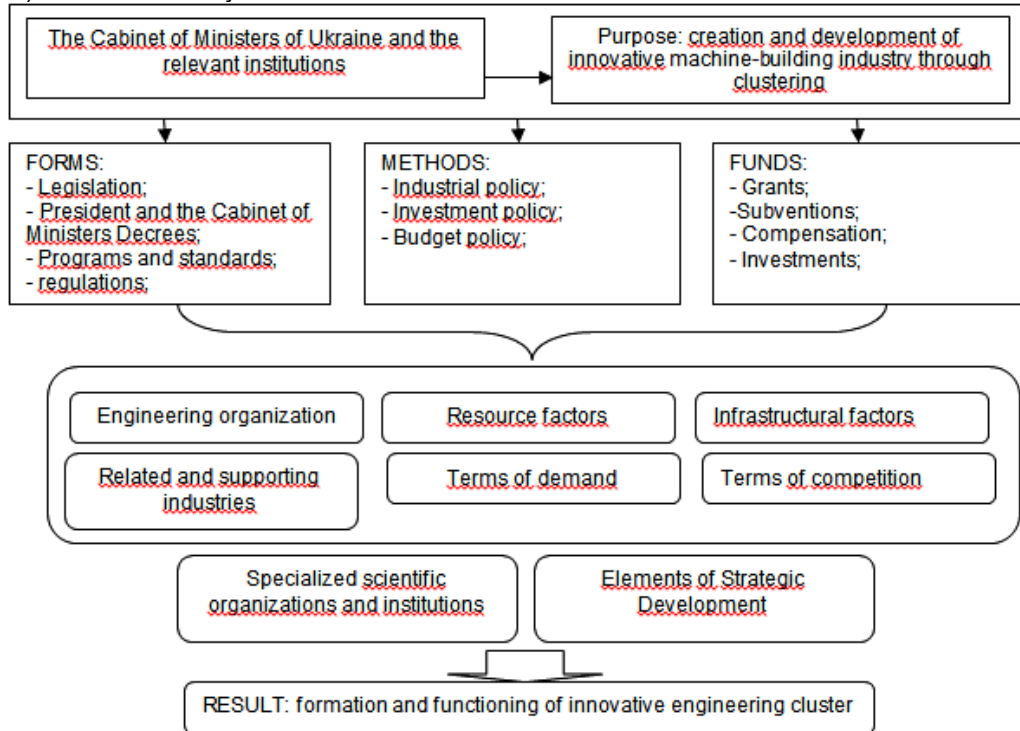 The Cabinet of Ministers of Ukraine and the
relevant institutions
Purpose: creation and development of
innovative machine-building industry through
clustering
FORMS:
- Legislation;
- President and the Cabinet of
Ministers Decrees;
- Programs and standards;
- regulations;
METHODS:
- Industrial policy;
- Investment policy;
- Budget policy;
FUNDS:
- Grants;
-Subventions;
- Compensation;
- Investments;
Engineering organization
Resource factors
Infrastructural factors
Related and supporting
industries
Terms of demand
Terms of competition
Specialized scientific
organizations and institutions
Elements of Strategic
Development
RESULT: formation and functioning of innovative engineering cluster